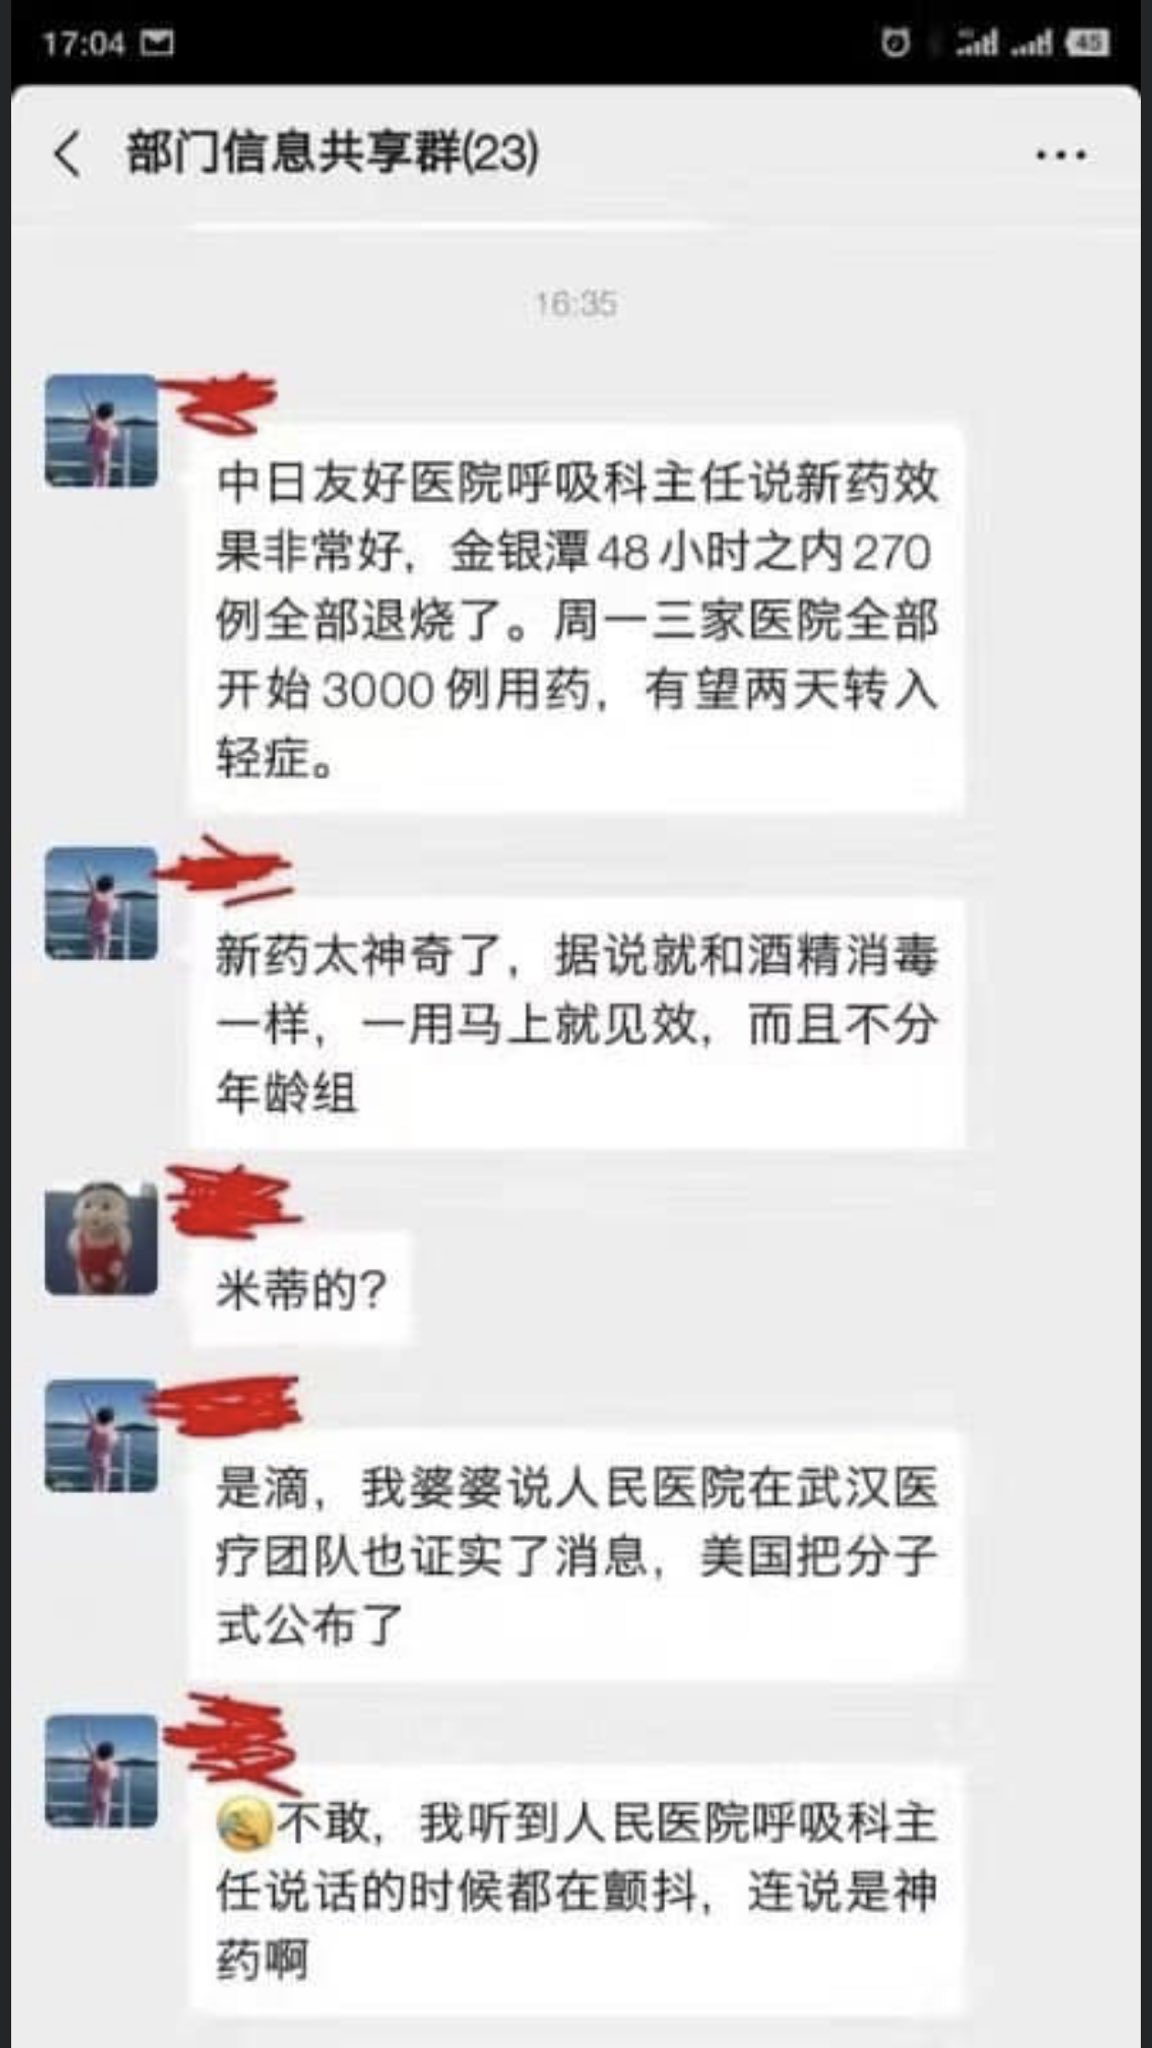 17:04
45
部门信息共享群(23)
16:35
中日友好医院呼吸科主任说新药效
果非常好，金银潭48小时之内270
例全部退烧了。周一三家医院全部
开始3000例用药，有望两天转入
轻症。
新药太神奇了，据说就和酒精消毒
一样，一用马上就见效，而且不分
年龄组
米蒂的？
是滴，我婆婆说人民医院在武汉医
疗团队也证实了消息，美国把分子
式公布了
不敢，我听到人民医院呼吸科主
任说话的时候都在颤抖，连说是神
药啊